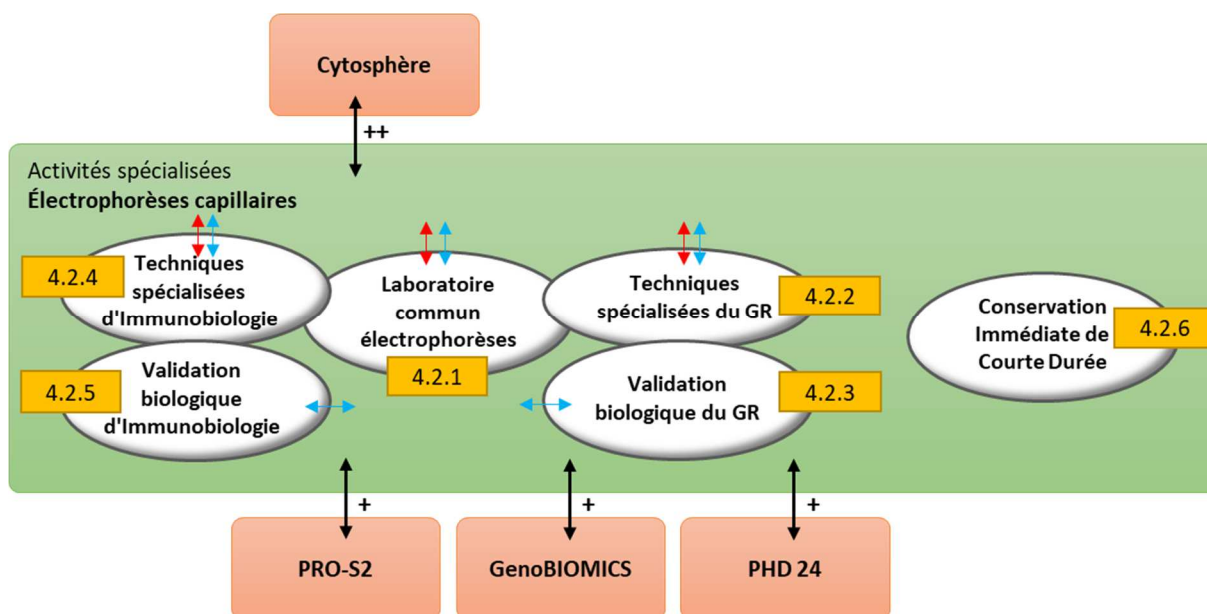 Cytosphère
++
Activités spécialisées
Électrophorèses capillaires
4.2.4
Techniques
spécialisées
d'Immunobiologie
Laboratoire
commun
électrophorèses
4.2.1
Techniques
spécialisées du GR
4.2.2
Conservation
Immédiate de
Courte Durée
4.2.6
4.2.5
Validation
biologique
d'Immunobiologie
Validation
biologique du GR
4.2.3
+
+
+
PRO-S2
GenoBIOMICS
PHD 24